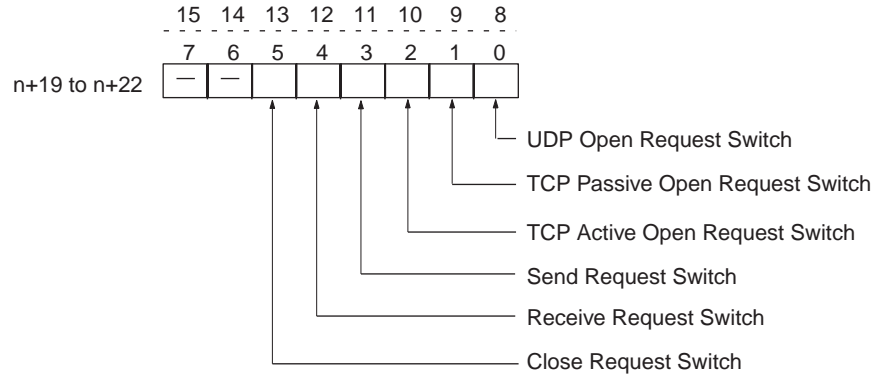 15 14 13 12 11 10 9 8
7 6 5 4 3 2 1 0
n+19 to n+22 — —
UDP Open Request Switch
TCP Passive Open Request Switch
TCP Active Open Request Switch
Send Request Switch
Receive Request Switch
Close Request Switch